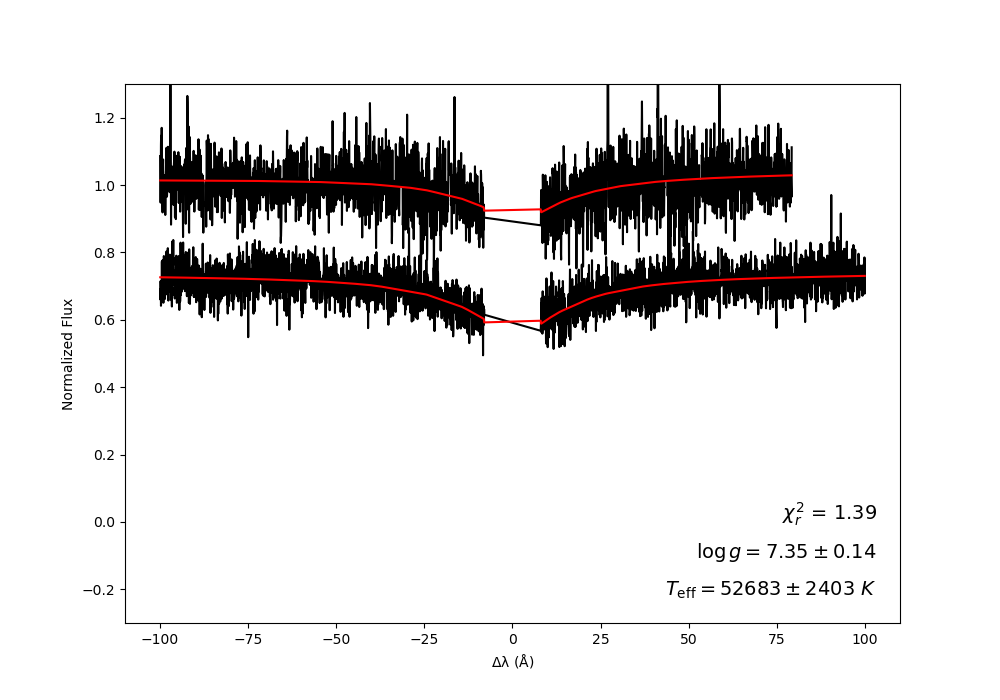 1.2
1.0
0.8
0.6
0.4
0.2
0.0
−0.2
Normalized Flux
χ²ᵣ = 1.39
log g = 7.35 ± 0.14
T_eff = 52683 ± 2403 K
−100 −75 −50 −25 0 25 50 75 100
Δλ (Å)